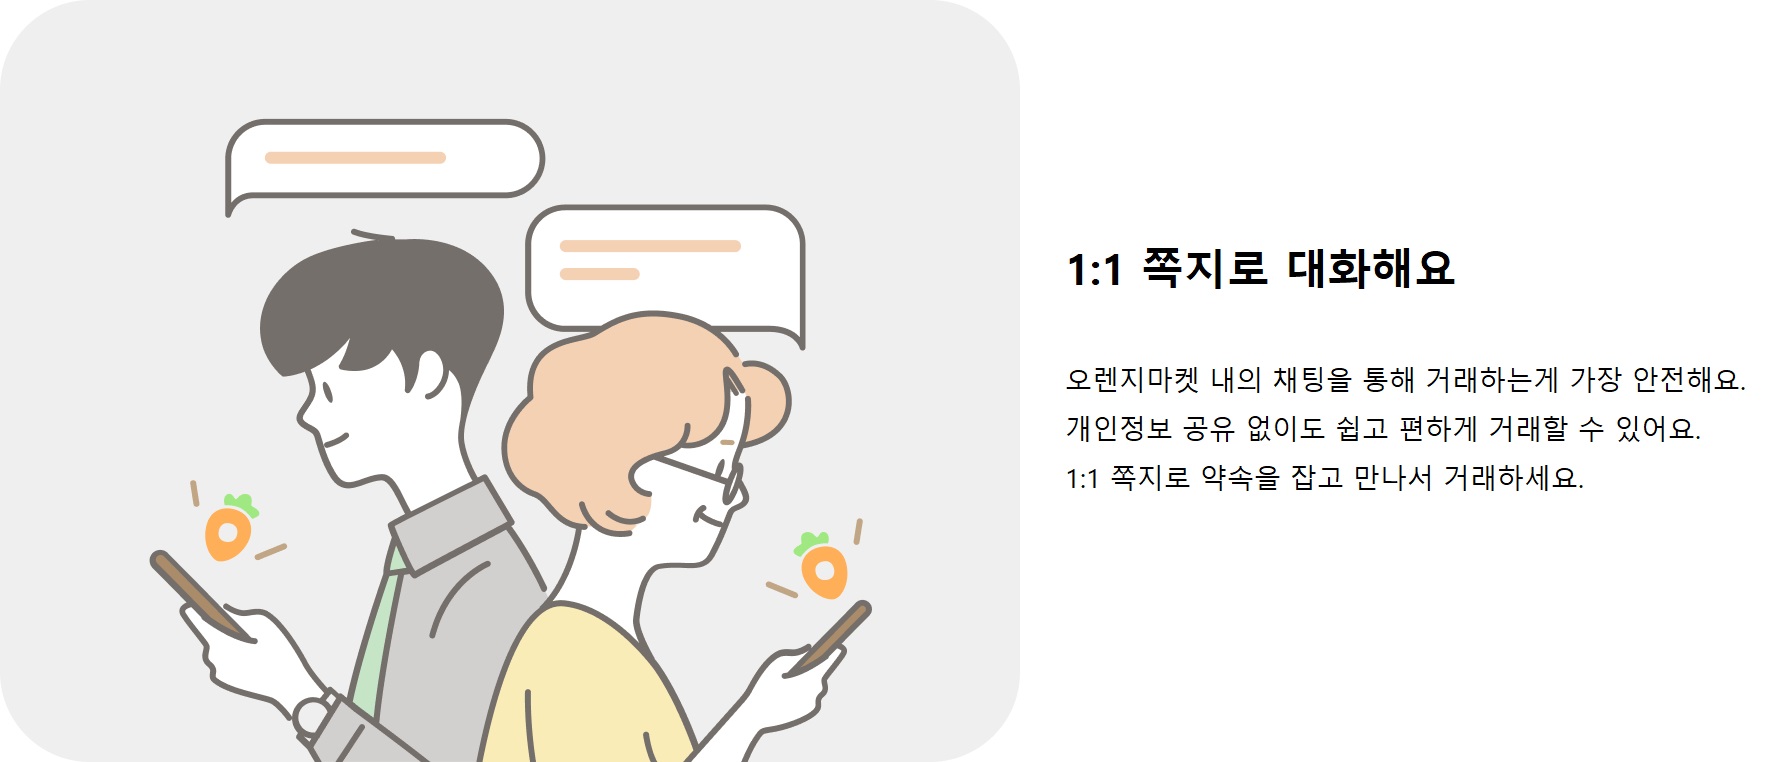 1:1 쪽지로 대화해요
오렌지마켓 내의 채팅을 통해 거래하는게 가장 안전해요.
개인정보 공유 없이도 쉽고 편하게 거래할 수 있어요.
1:1 쪽지로 약속을 잡고 만나서 거래하세요.